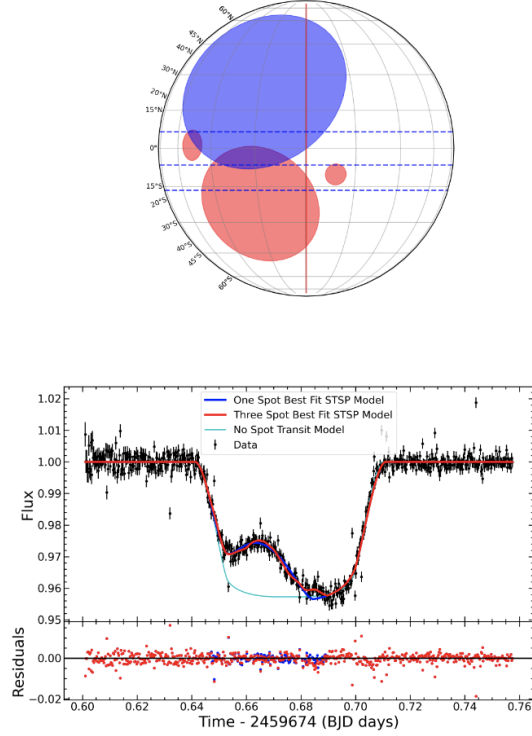 60°N
45°N
40°N
30°N
20°N
15°N
0°
15°S
20°S
30°S
40°S
45°S
60°S
One Spot Best Fit STSP Model
Three Spot Best Fit STSP Model
No Spot Transit Model
Data
1.02
1.01
1.00
0.99
0.98
0.97
0.96
0.95
Flux
0.00
−0.02
Residuals
0.60 0.62 0.64 0.66 0.68 0.70 0.72 0.74 0.76
Time - 2459674 (BJD days)